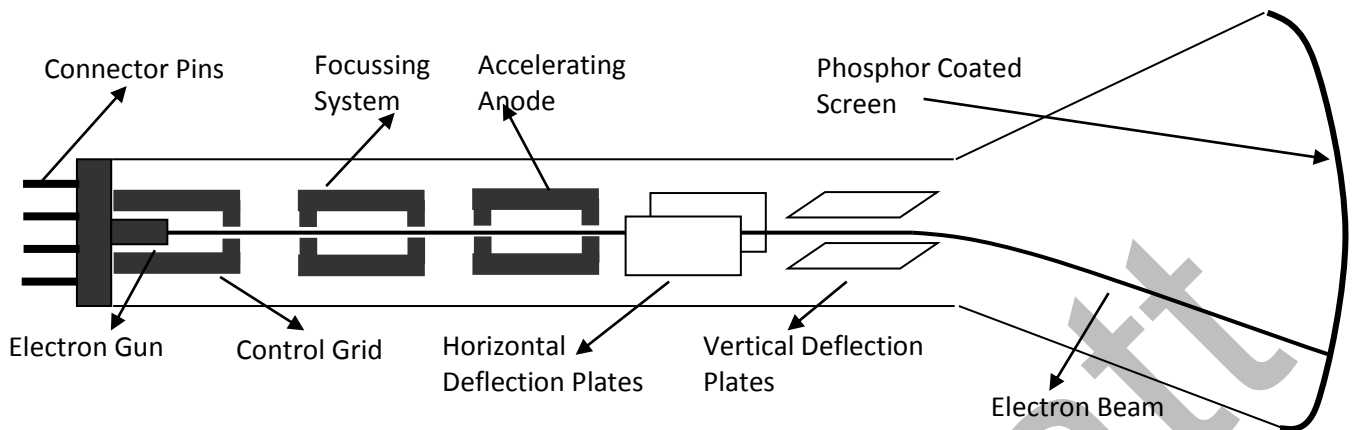 Connector Pins
Focussing
System
Accelerating
Anode
Phosphor Coated
Screen
Electron Gun
Control Grid
Horizontal
Deflection Plates
Vertical Deflection
Plates
Electron Beam